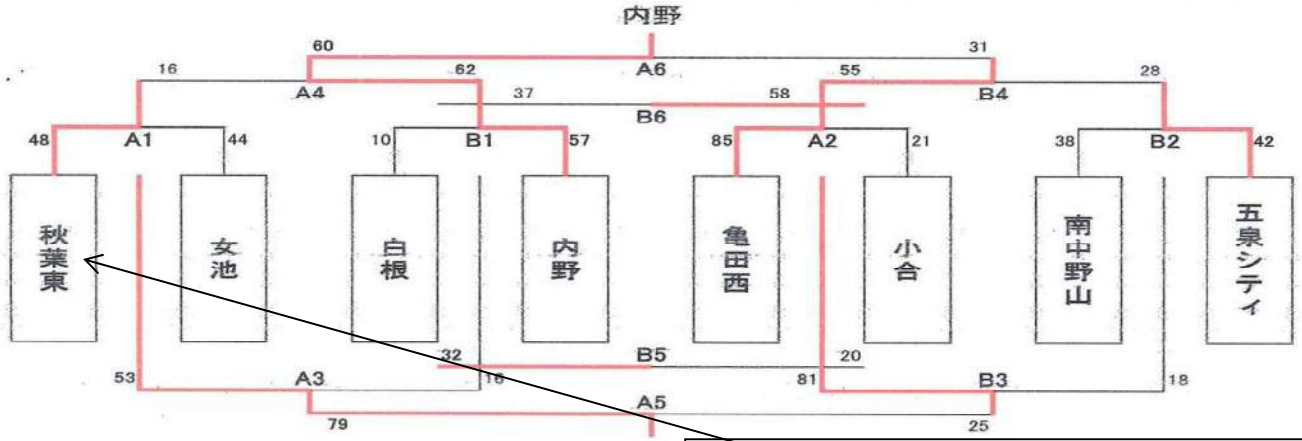 内野
60
31
16
A4
62
A6
55
B4
28
37
B6
58
48
A1
44
10
B1
57
85
A2
21
38
B2
42
秋葉東
女池
白根
内野
亀田西
小合
南中野山
五泉シティ
53
A3
32
16
B5
20
81
B3
18
79
A5
25